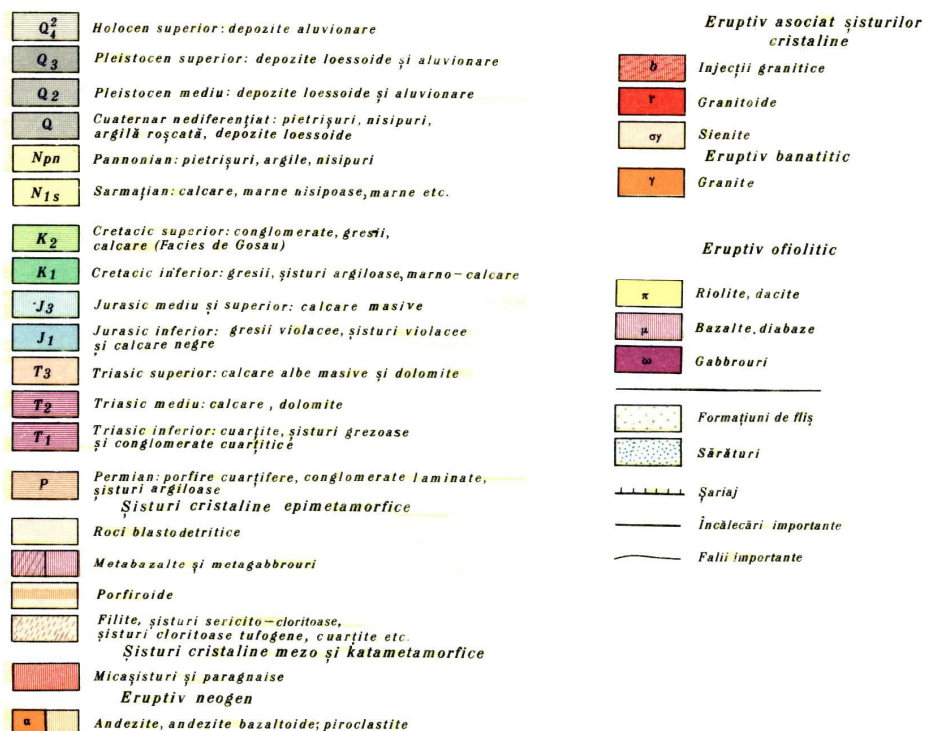 Q₄² Holocen superior: depozite aluvionare
Q₃ Pleistocen superior: depozite loessoide și aluvionare
Q₂ Pleistocen mediu: depozite loessoide și aluvionare
Q Cuaternar nediferențiat: pietrișuri, nisipuri,
argilă roșcată, depozite loessoide
Npn Pannonian: pietrișuri, argile, nisipuri
N₁s Sarmațian: calcare, marne nisipoase, marne etc.
K₂ Cretacic superior: conglomerate, gresii,
calcare (Facies de Gosau)
K₁ Cretacic inferior: gresii, șisturi argiloase, marno-calcare
J₃ Jurasic mediu și superior: calcare masive
J₁ Jurasic inferior: gresii violacee, șisturi violacee
și calcare negre
T₃ Triasic superior: calcare albe masive și dolomite
T₂ Triasic mediu: calcare, dolomite
T₁ Triasic inferior: cuarțite, șisturi grezoase
și conglomerate cuarțitice
P Permian: porfire cuarțifere, conglomerate laminate,
șisturi argiloase
Șisturi cristaline epimetamorfice
Roci blastodetritice
Metabazalte și metagabbrouri
Porfiroide
Filite, șisturi sericito-cloritoase,
șisturi cloritoase tufogene, cuarțite etc.
Șisturi cristaline mezo și katametamorfice
Micașisturi și paragnaise
Eruptiv neogen
α Andezite, andezite bazaltoide; piroclastite
Eruptiv asociat șisturilor
cristaline
b Injecții granitice
r Granitoide
σγ Sienite
Eruptiv banatitic
γ Granite
Eruptiv ofiolitic
π Riolite, dacite
μ Bazalte, diabaze
ω Gabbrouri
Formațiuni de fliș
Sărături
Șariaj
Încălecări importante
Falii importante